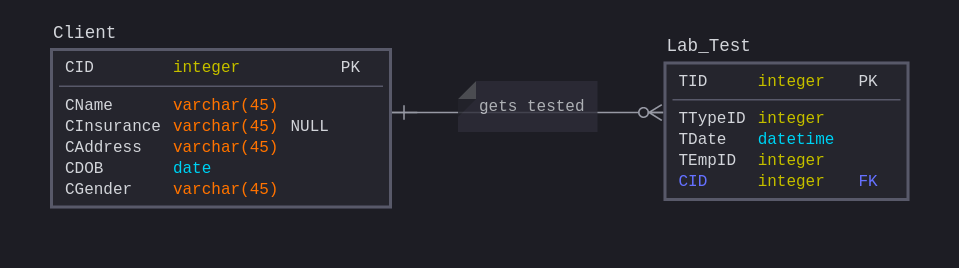 Client
CID integer PK
CName varchar(45)
CInsurance varchar(45) NULL
CAddress varchar(45)
CDOB date
CGender varchar(45)
gets tested
Lab_Test
TID integer PK
TTypeID integer
TDate datetime
TEmpID integer
CID integer FK